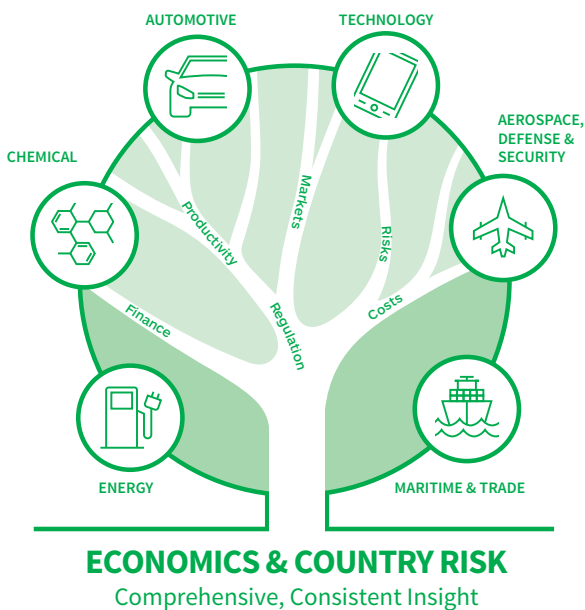 AUTOMOTIVE
TECHNOLOGY
AEROSPACE,
DEFENSE &
SECURITY
CHEMICAL
Productivity
Markets
Risks
Finance
Regulation
Costs
ENERGY
MARITIME & TRADE
ECONOMICS & COUNTRY RISK
Comprehensive, Consistent Insight